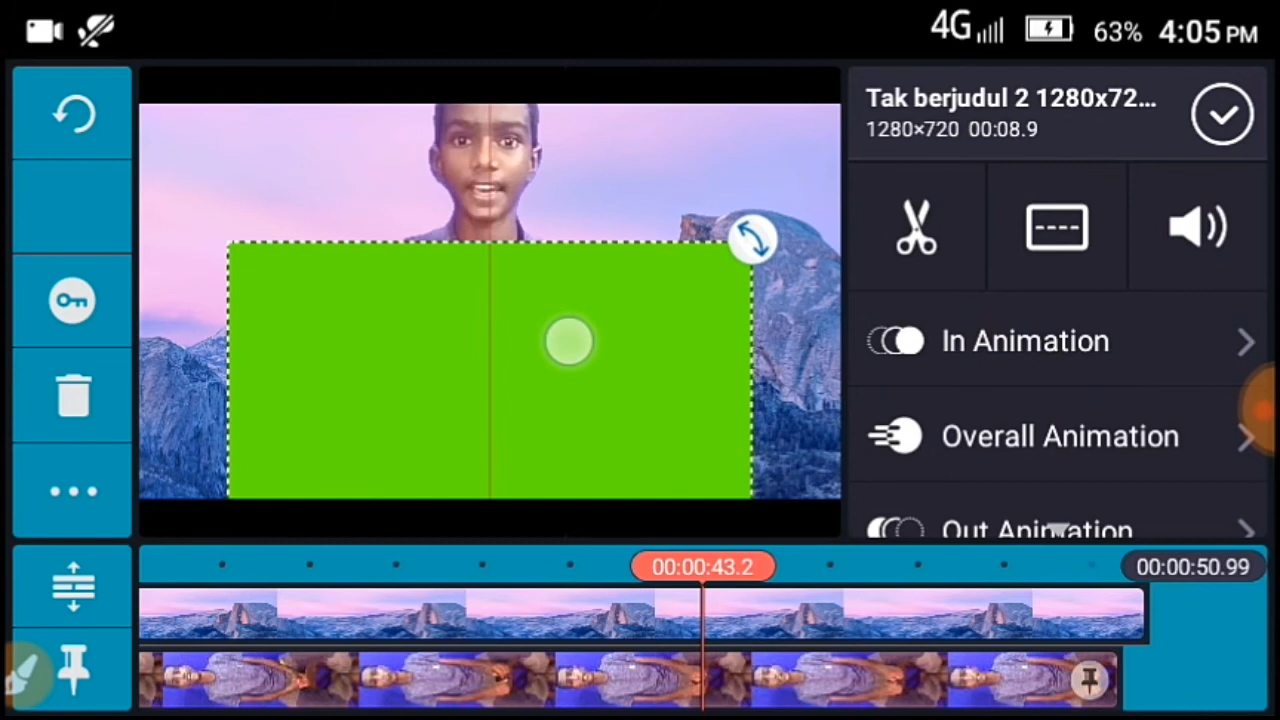 4G 63% 4:05 PM
Tak berjudul 2 1280x72...
1280×720 00:08.9
In Animation
Overall Animation
Out Animation
00:00:43.2
00:00:50.99